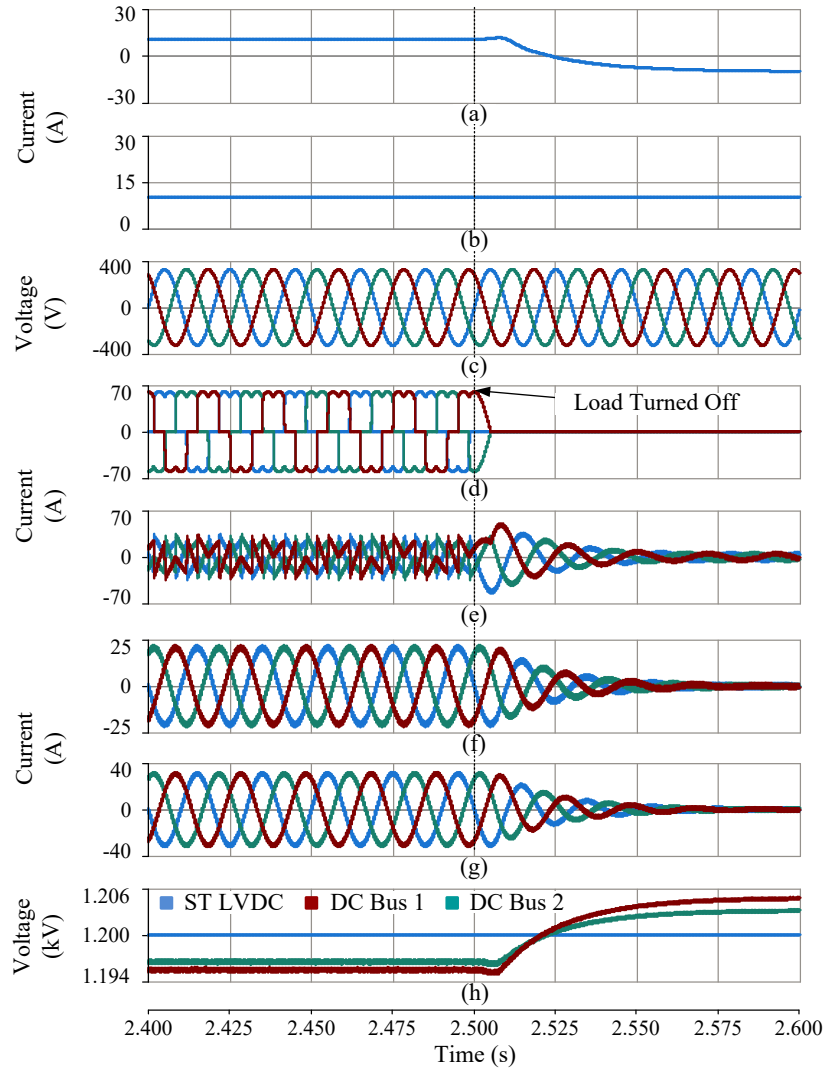 30
0
-30
(a)
Current
(A)
30
15
0
(b)
Voltage
(V)
400
0
-400
(c)
70
0
-70
Load Turned Off
(d)
Current
(A)
70
0
-70
(e)
25
0
-25
(f)
Current
(A)
40
0
-40
(g)
Voltage
(kV)
1.206
1.200
1.194
ST LVDC DC Bus 1 DC Bus 2
(h)
2.400 2.425 2.450 2.475 2.500 2.525 2.550 2.575 2.600
Time (s)